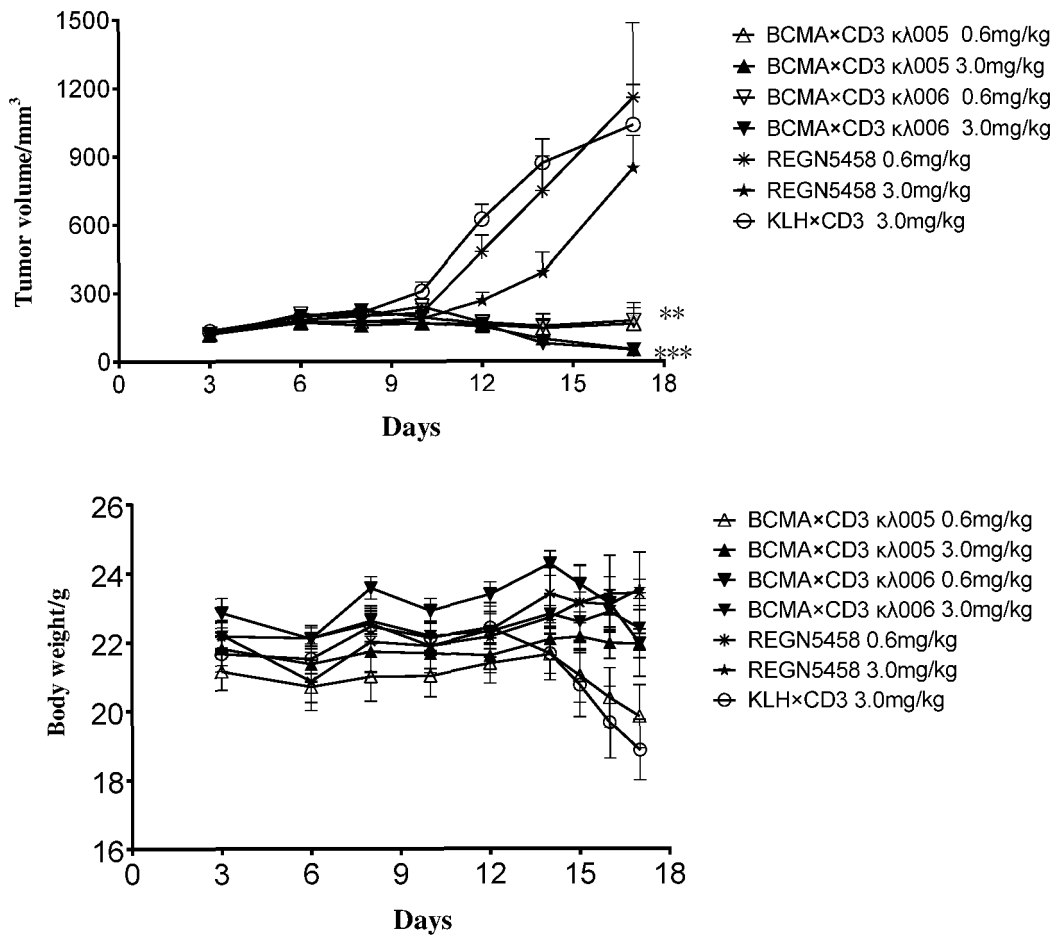 1500
1200
900
600
300
0
Tumor volume/mm³
0 3 6 9 12 15 18
Days
**
***
BCMA×CD3 κλ005 0.6mg/kg
BCMA×CD3 κλ005 3.0mg/kg
BCMA×CD3 κλ006 0.6mg/kg
BCMA×CD3 κλ006 3.0mg/kg
REGN5458 0.6mg/kg
REGN5458 3.0mg/kg
KLH×CD3 3.0mg/kg
26
24
22
20
18
16
Body weight/g
0 3 6 9 12 15 18
Days
BCMA×CD3 κλ005 0.6mg/kg
BCMA×CD3 κλ005 3.0mg/kg
BCMA×CD3 κλ006 0.6mg/kg
BCMA×CD3 κλ006 3.0mg/kg
REGN5458 0.6mg/kg
REGN5458 3.0mg/kg
KLH×CD3 3.0mg/kg